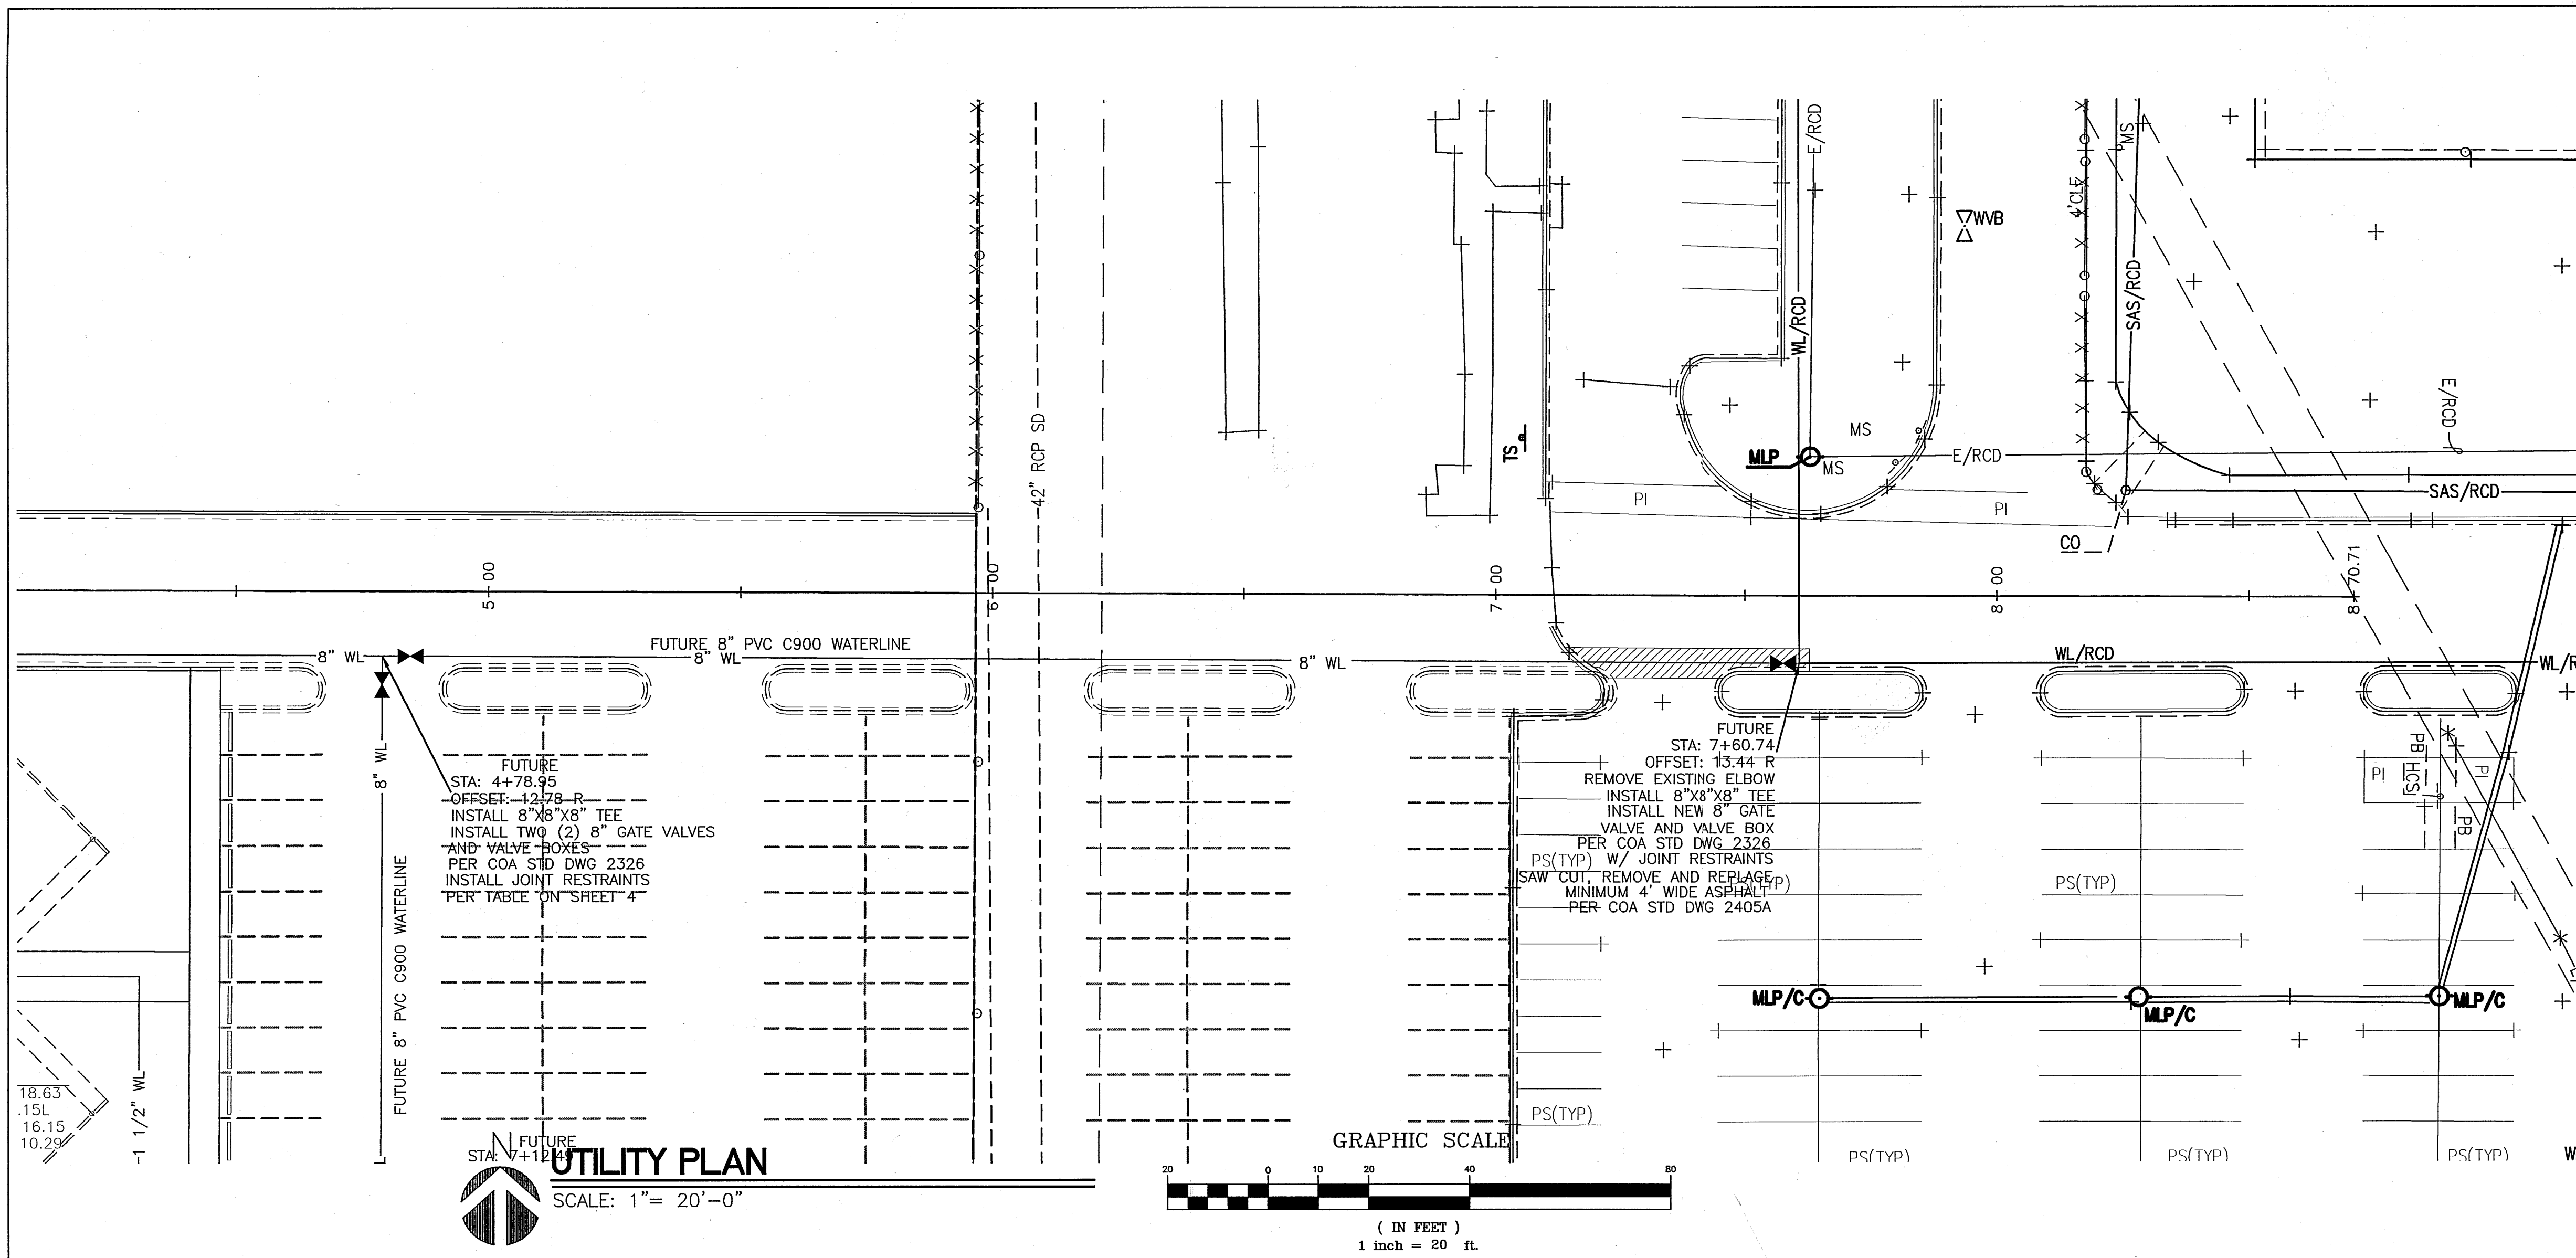 E/RCD
MS
4'CLF
WVB
SAS/RCD
WL/RCD
42" RCP SD
TS
MLP
MS
MS
E/RCD
E/RCD
PI
PI
SAS/RCD
CO
5 00
6 00
7 00
8 00
8 70.71
8" WL
FUTURE 8" PVC C900 WATERLINE
8" WL
8" WL
WL/RCD
8" WL
FUTURE
STA: 4+78.95
OFFSET: 12.78 R
INSTALL 8"X8"X8" TEE
INSTALL TWO (2) 8" GATE VALVES
AND VALVE BOXES
PER COA STD DWG 2326
INSTALL JOINT RESTRAINTS
PER TABLE ON SHEET 4
FUTURE
STA: 7+60.74
OFFSET: 13.44 R
REMOVE EXISTING ELBOW
INSTALL 8"X8"X8" TEE
INSTALL NEW 8" GATE
VALVE AND VALVE BOX
PER COA STD DWG 2326
W/ JOINT RESTRAINTS
SAW CUT, REMOVE AND REPLACE
MINIMUM 4' WIDE ASPHALT
PER COA STD DWG 2405A
PS(TYP)
PS(TYP)
PS(TYP)
PB
HCSI
PI
PI
PB
FUTURE 8" PVC C900 WATERLINE
MLP/C
MLP/C
MLP/C
1 1/2" WL
18.63
.15L
16.15
10.29
PS(TYP)
PS(TYP)
PS(TYP)
PS(TYP)
N
FUTURE
STA: 7+12.49
UTILITY PLAN
SCALE: 1"= 20'-0"
GRAPHIC SCALE
20 0 10 20 40 80
( IN FEET )
1 inch = 20 ft.